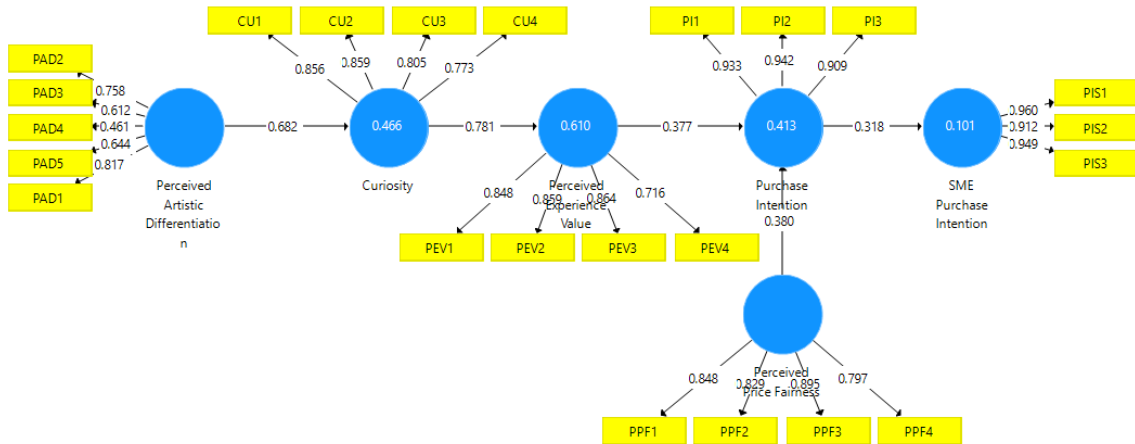 CU1
CU2
CU3
CU4
PI1
PI2
PI3
PAD2
PAD3
PAD4
PAD5
PAD1
0.758
0.612
0.461
0.644
0.817
0.856
0.859
0.805
0.773
0.933
0.942
0.909
PIS1
PIS2
PIS3
0.960
0.912
0.949
0.682
0.466
0.781
0.610
0.377
0.413
0.318
0.101
Perceived
Artistic
Differentiatio
n
Curiosity
Perceived
Experience
Value
Purchase
Intention
SME
Purchase
Intention
0.848
0.859
0.864
0.716
0.380
PEV1
PEV2
PEV3
PEV4
Perceived
Price Fairness
0.848
0.829
0.895
0.797
PPF1
PPF2
PPF3
PPF4